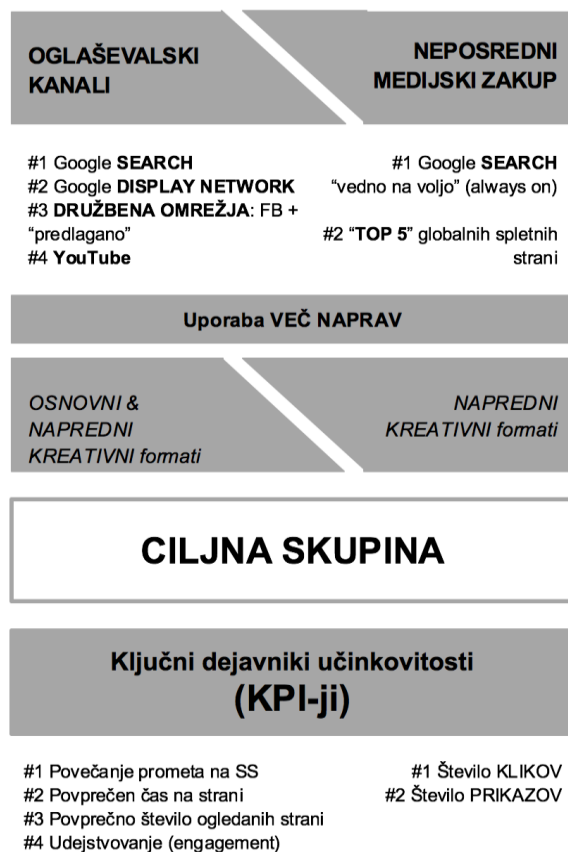 OGLAŠEVALSKI
KANALI
NEPOSREDNI
MEDIJSKI ZAKUP
#1 Google SEARCH
#2 Google DISPLAY NETWORK
#3 DRUŽBENA OMREŽJA: FB +
“predlagano”
#4 YouTube
#1 Google SEARCH
“vedno na voljo” (always on)
#2 “TOP 5” globalnih spletnih
strani
Uporaba VEČ NAPRAV
OSNOVNI &
NAPREDNI
KREATIVNI formati
NAPREDNI
KREATIVNI formati
CILJNA SKUPINA
Ključni dejavniki učinkovitosti
(KPI-ji)
#1 Povečanje prometa na SS
#2 Povprečen čas na strani
#3 Povprečno število ogledanih strani
#4 Udejstvovanje (engagement)
#1 Število KLIKOV
#2 Število PRIKAZOV